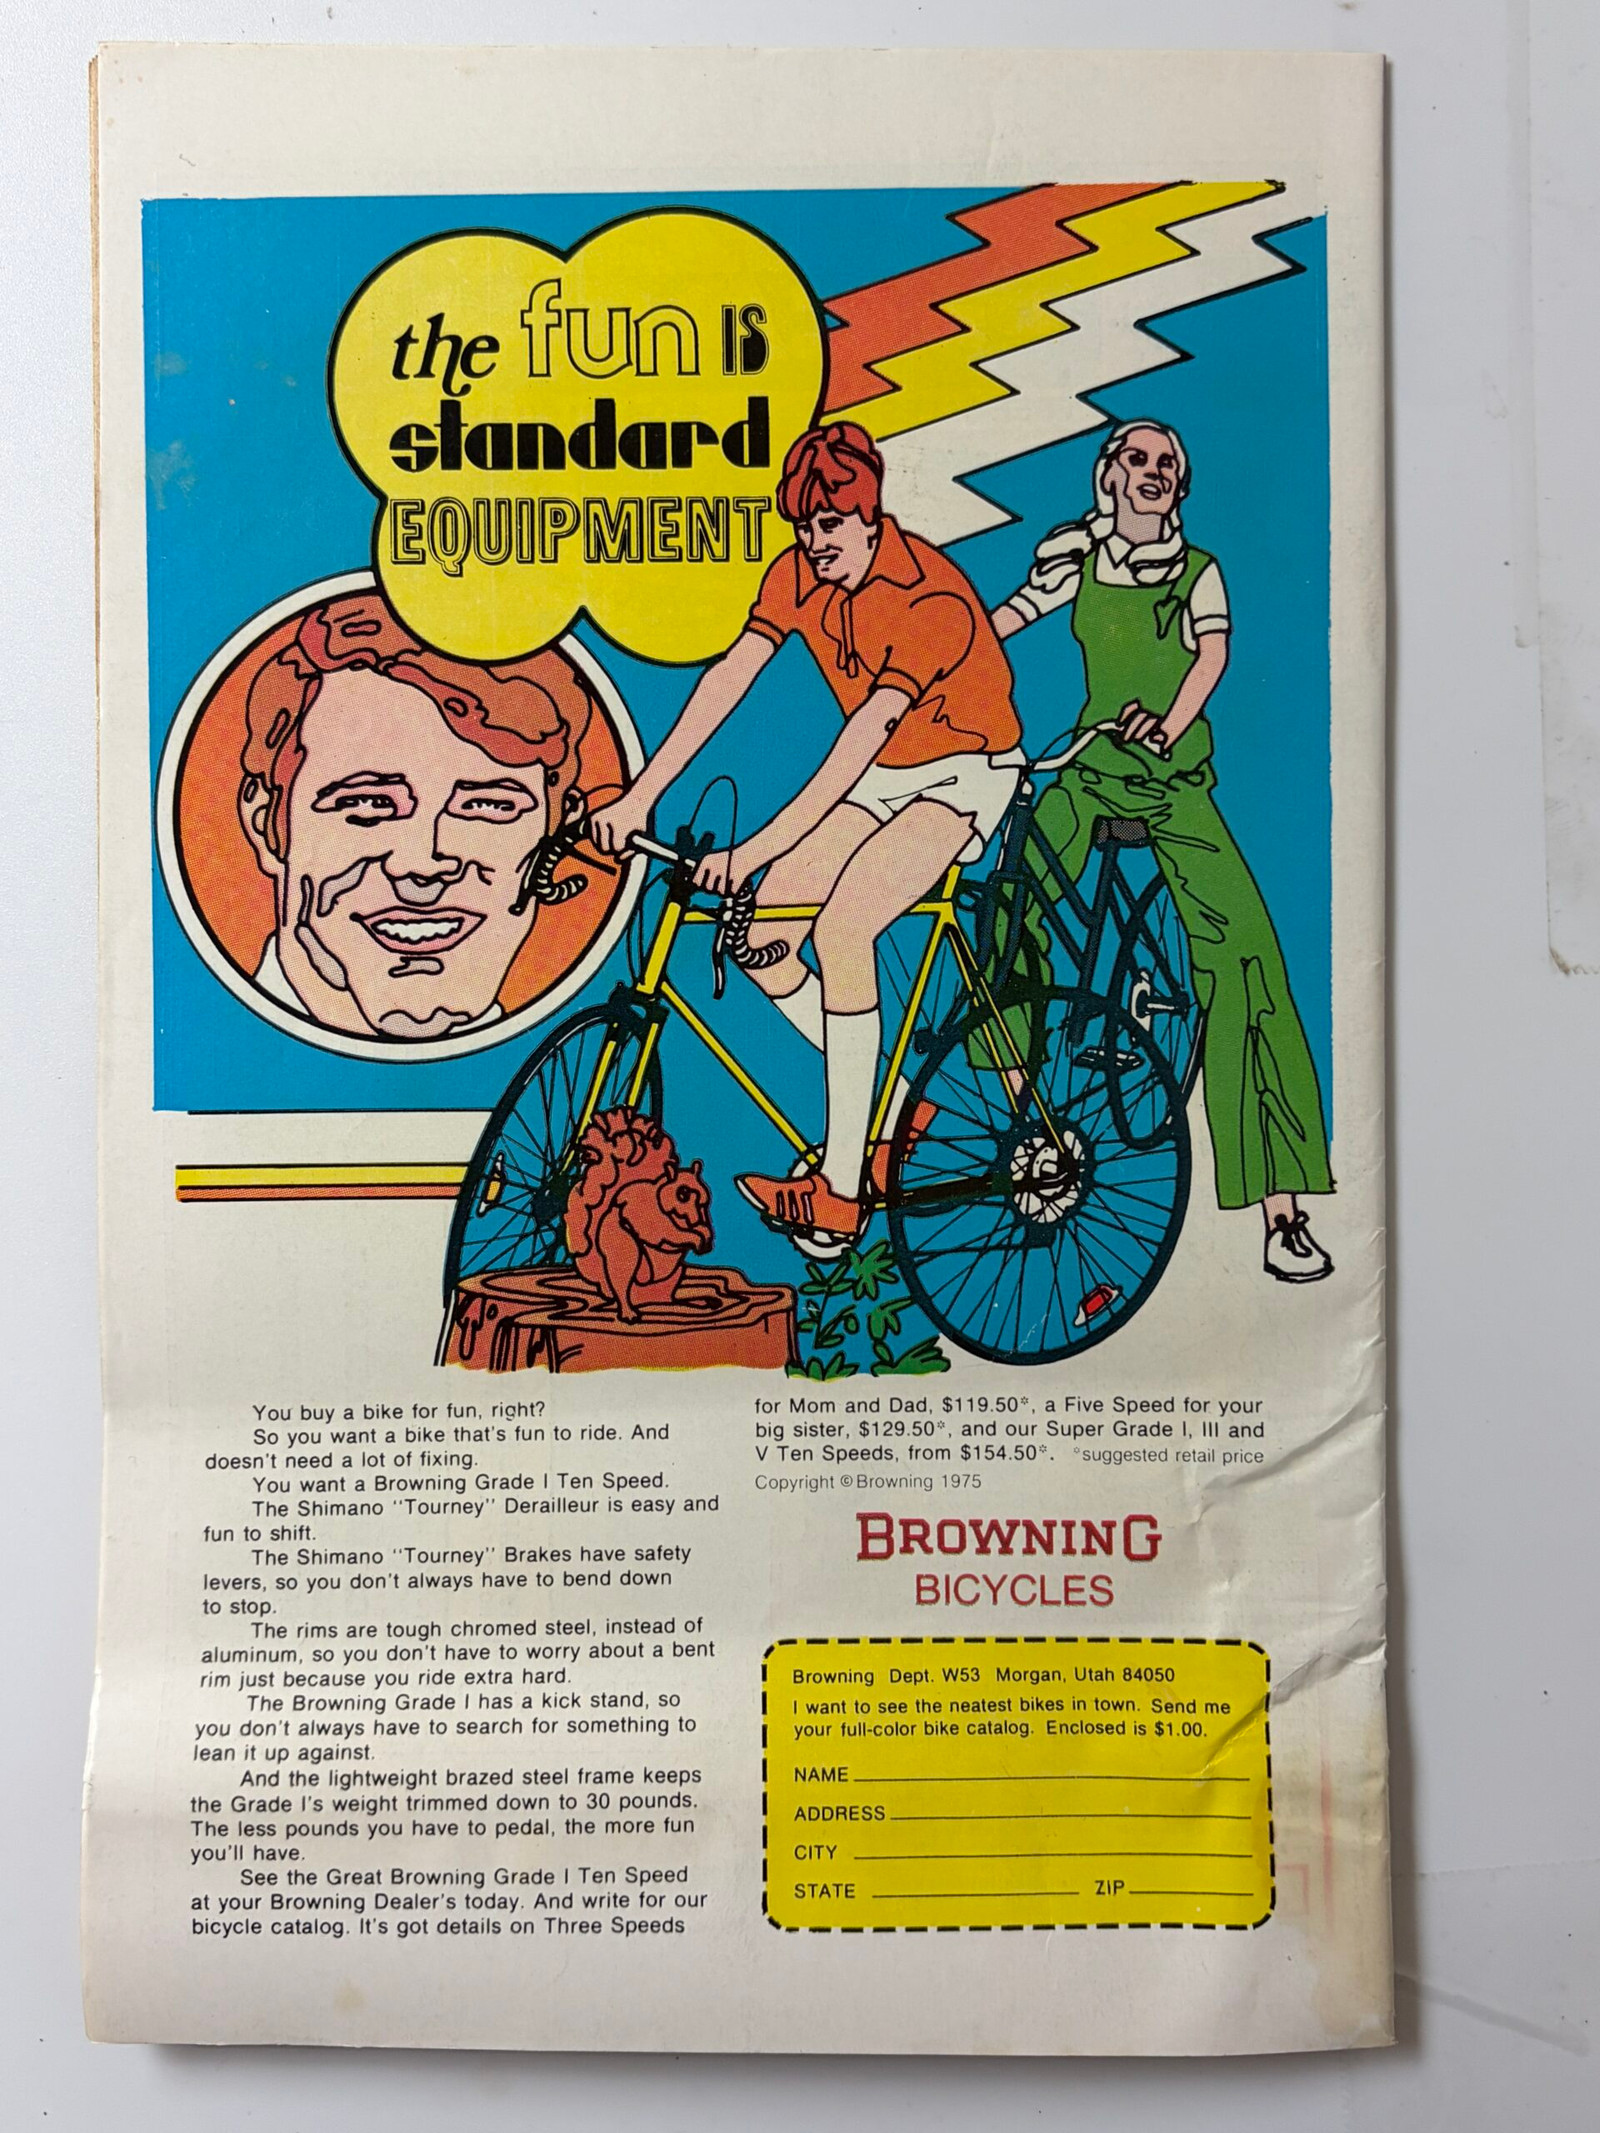 the fun IS
standard
EQUIPMENT
You buy a bike for fun, right?
So you want a bike that's fun to ride. And
doesn't need a lot of fixing.
You want a Browning Grade I Ten Speed.
The Shimano "Tourney" Derailleur is easy and
fun to shift.
The Shimano "Tourney" Brakes have safety
levers, so you don't always have to bend down
to stop.
The rims are tough chromed steel, instead of
aluminum, so you don't have to worry about a bent
rim just because you ride extra hard.
The Browning Grade I has a kick stand, so
you don't always have to search for something to
lean it up against.
And the lightweight brazed steel frame keeps
the Grade I's weight trimmed down to 30 pounds.
The less pounds you have to pedal, the more fun
you'll have.
See the Great Browning Grade I Ten Speed
at your Browning Dealer's today. And write for our
bicycle catalog. It's got details on Three Speeds
for Mom and Dad, $119.50*, a Five Speed for your
big sister, $129.50*, and our Super Grade I, III and
V Ten Speeds, from $154.50*. *suggested retail price
Copyright © Browning 1975
BROWNING
BICYCLES
Browning Dept. W53 Morgan, Utah 84050
I want to see the neatest bikes in town. Send me
your full-color bike catalog. Enclosed is $1.00.
NAME
ADDRESS
CITY
STATE ZIP